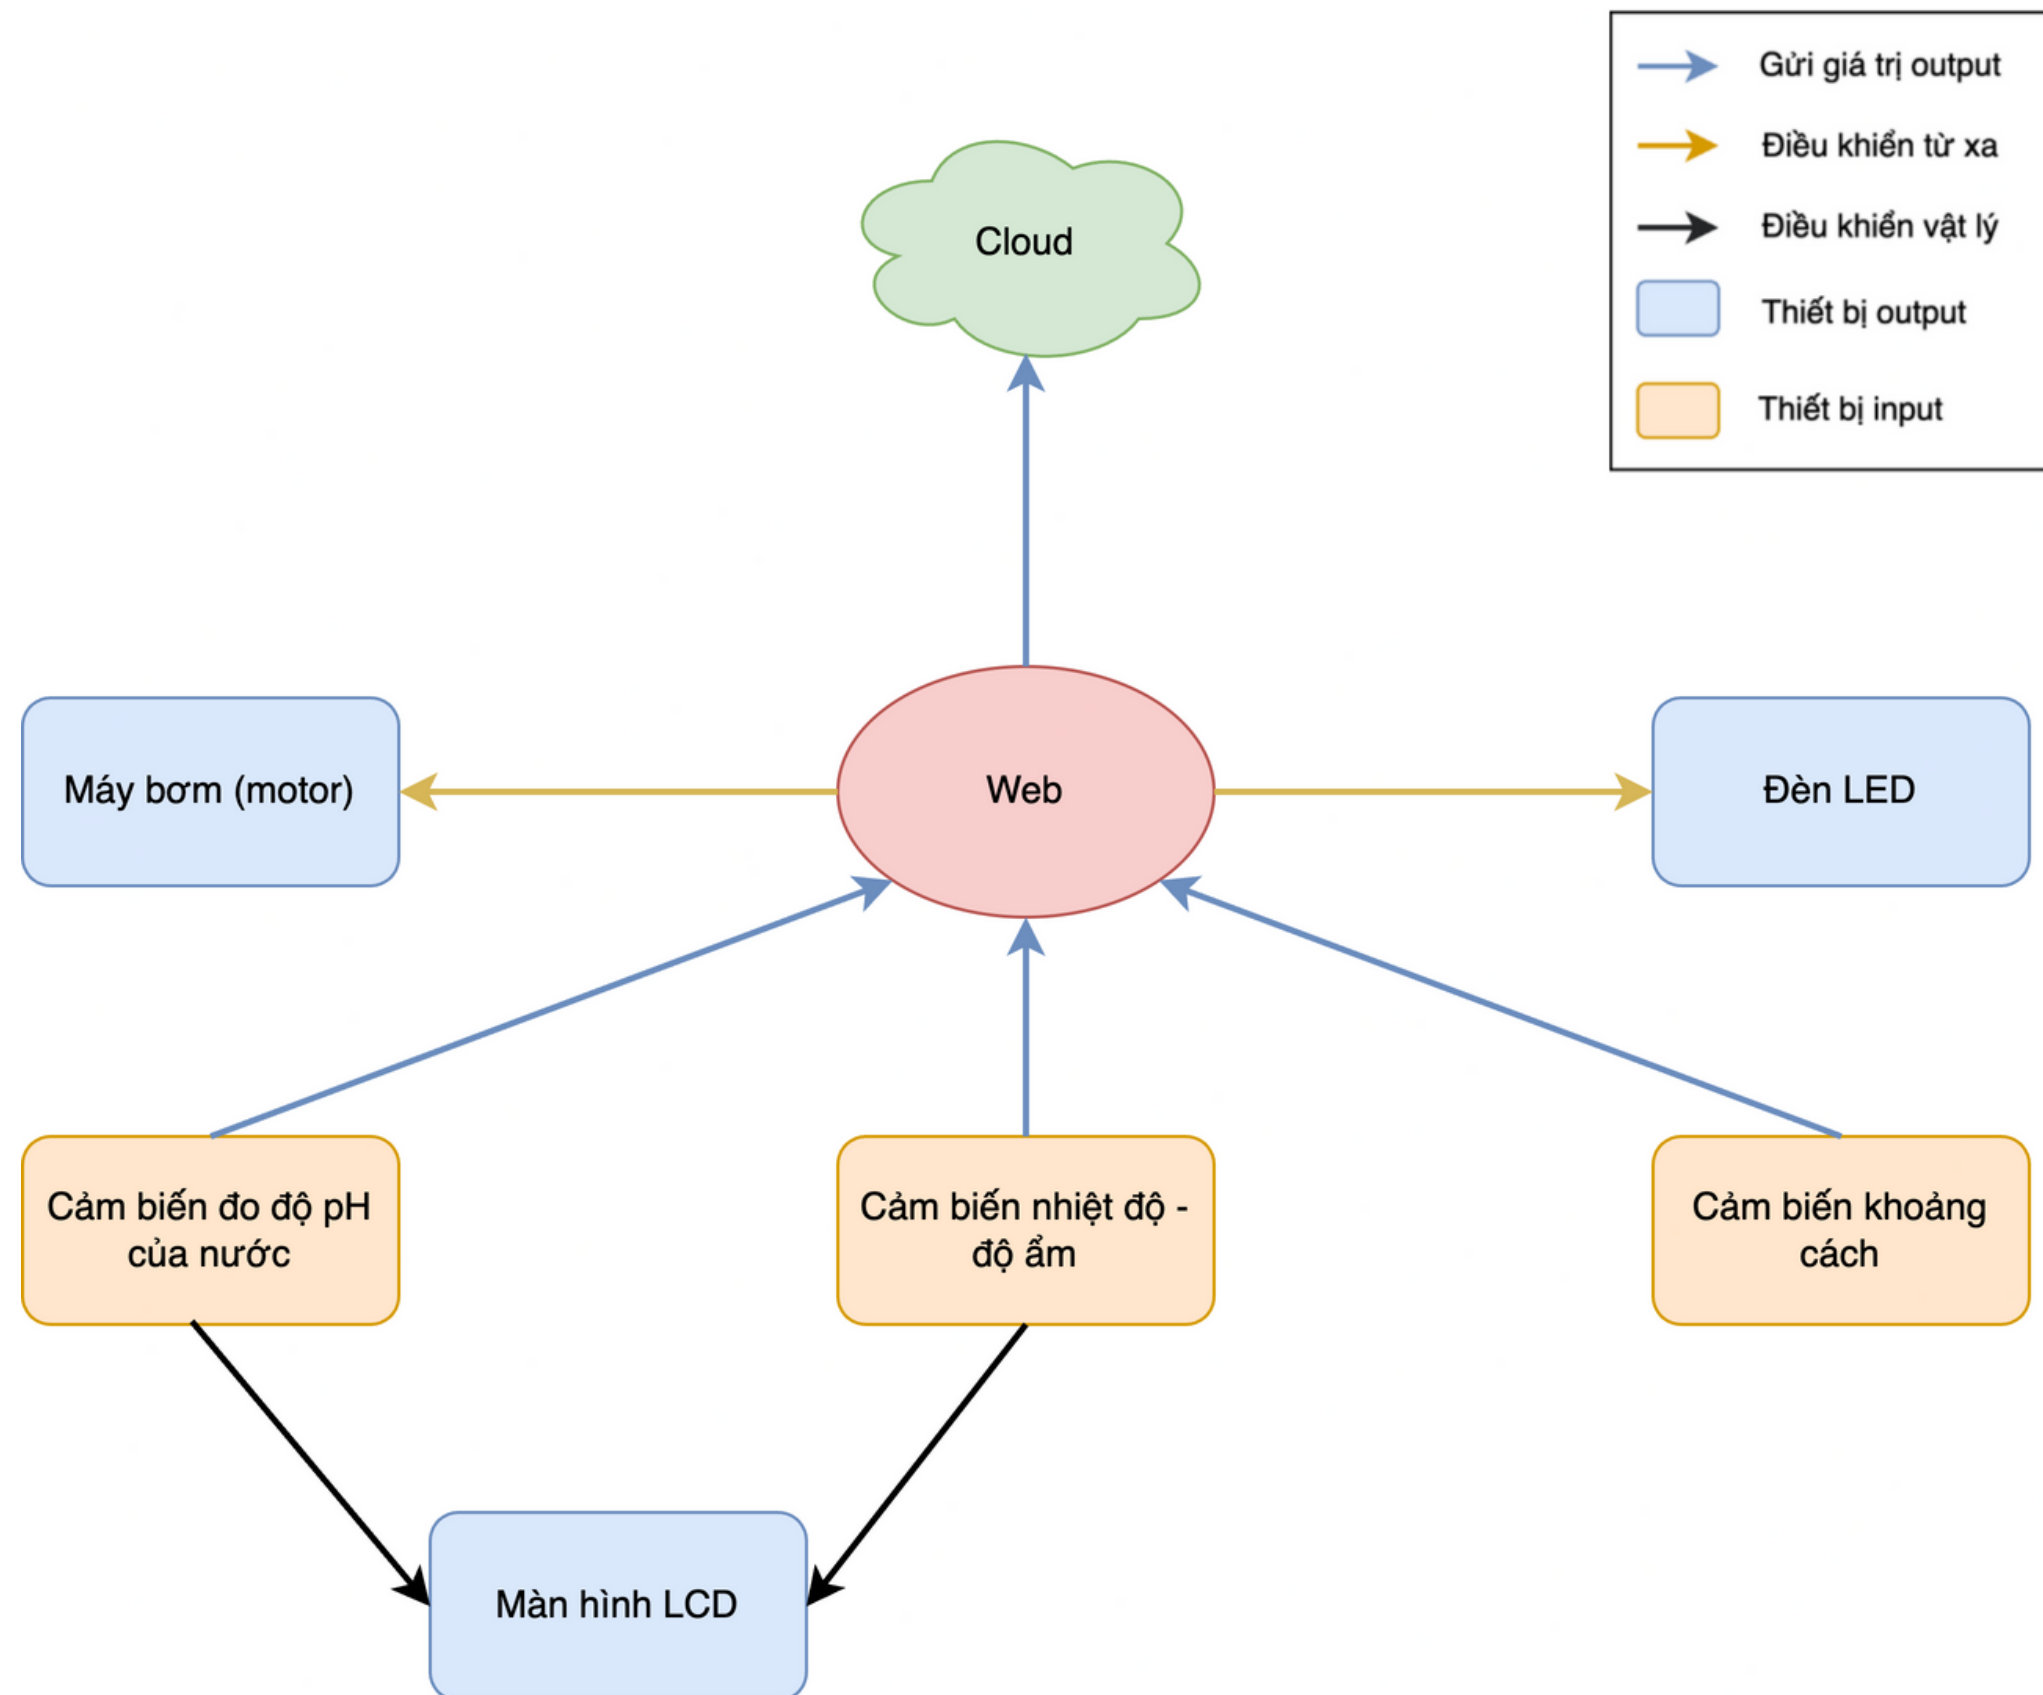 Gửi giá trị output
Điều khiển từ xa
Điều khiển vật lý
Thiết bị output
Thiết bị input
Cloud
Máy bơm (motor)
Web
Đèn LED
Cảm biến đo độ pH
của nước
Cảm biến nhiệt độ -
độ ẩm
Cảm biến khoảng
cách
Màn hình LCD